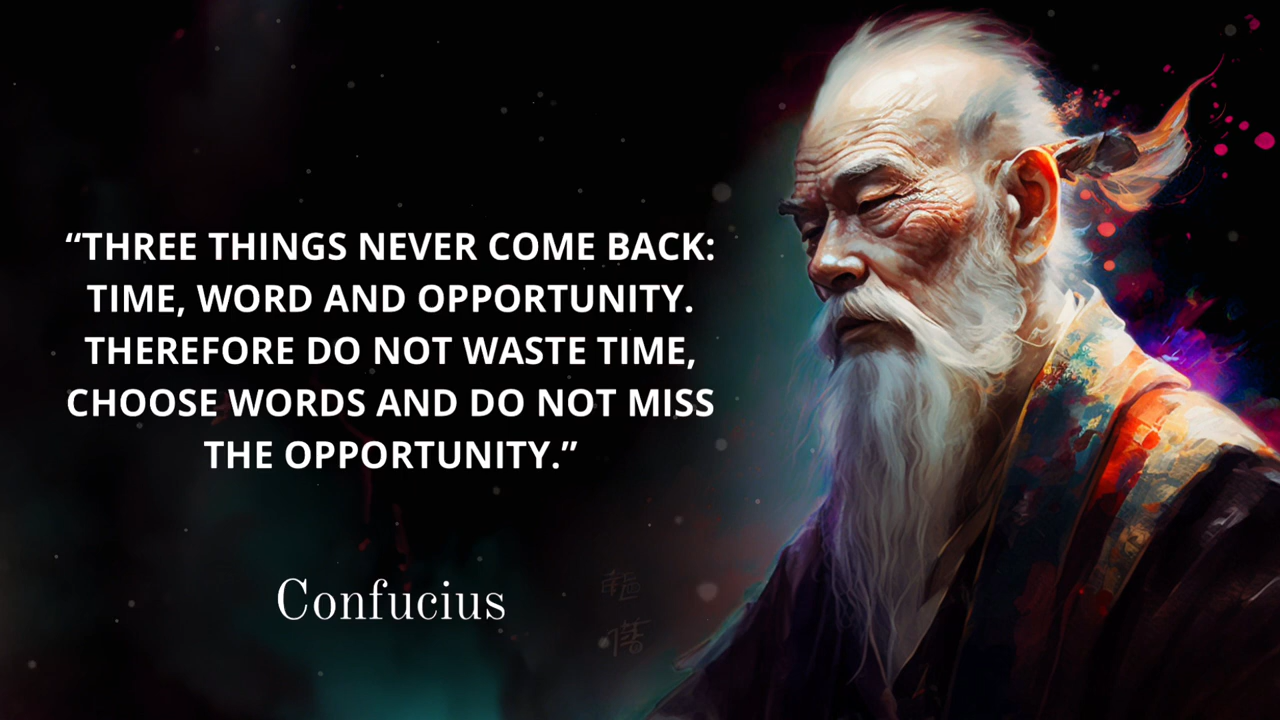 “THREE THINGS NEVER COME BACK:
TIME, WORD AND OPPORTUNITY.
THEREFORE DO NOT WASTE TIME,
CHOOSE WORDS AND DO NOT MISS
THE OPPORTUNITY.”
Confucius